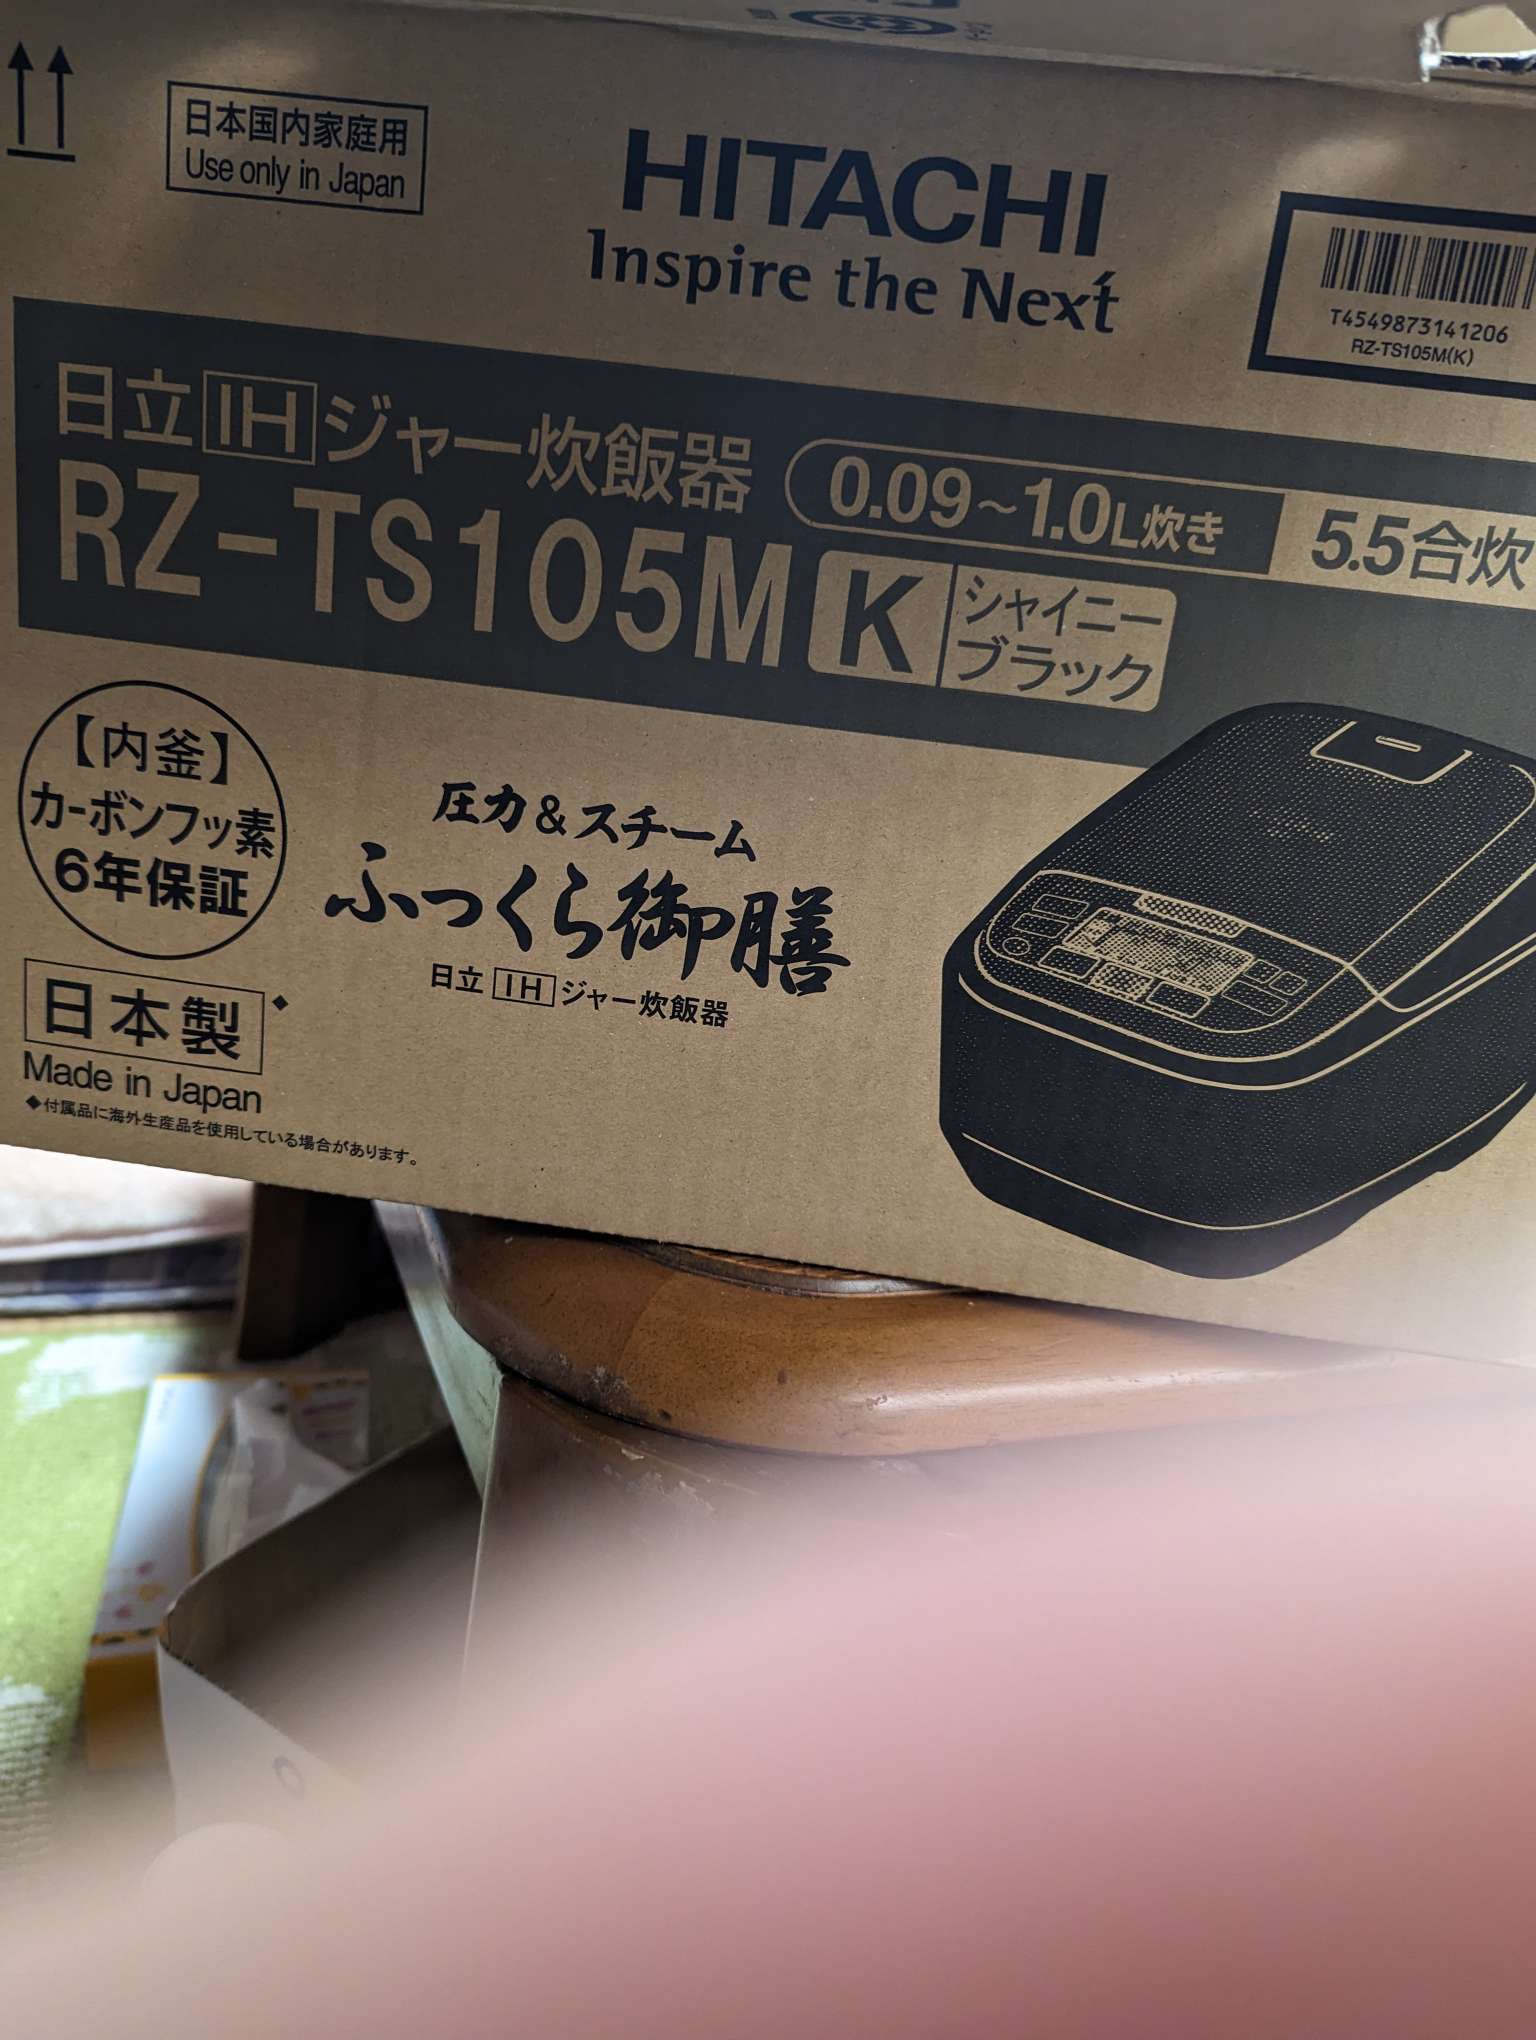 日本国内家庭用
Use only in Japan
HITACHI
Inspire the Next
T4549873141206
RZ-TS105M(K)
日立IHジャー炊飯器
0.09～1.0L炊き
5.5合炊
RZ-TS105M K シャイニー
ブラック
【内釜】
カーボンフッ素
6年保証
圧力&スチーム
ふっくら御膳
日立IHジャー炊飯器
日本製◆
Made in Japan
◆付属品に海外生産品を使用している場合があります。